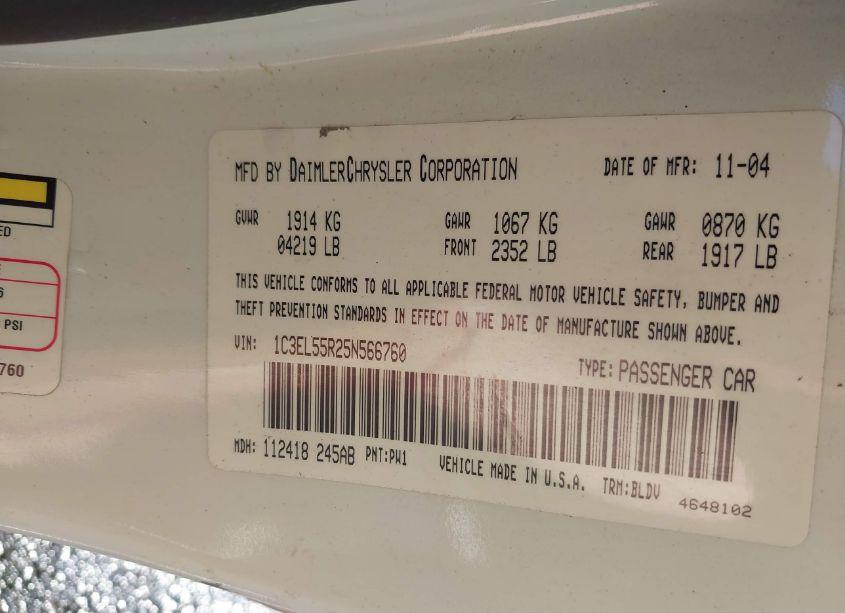 MFD BY DAIMLERCHRYSLER CORPORATION DATE OF MFR: 11-04
GVWR 1914 KG GAWR 1067 KG GAWR 0870 KG
04219 LB FRONT 2352 LB REAR 1917 LB
THIS VEHICLE CONFORMS TO ALL APPLICABLE FEDERAL MOTOR VEHICLE SAFETY, BUMPER AND
THEFT PREVENTION STANDARDS IN EFFECT ON THE DATE OF MANUFACTURE SHOWN ABOVE.
VIN: 1C3EL55R25N566760 TYPE: PASSENGER CAR
MDH: 112418 245AB PNT:PW1 VEHICLE MADE IN U.S.A. TRM:BLDV 4648102
PSI
760